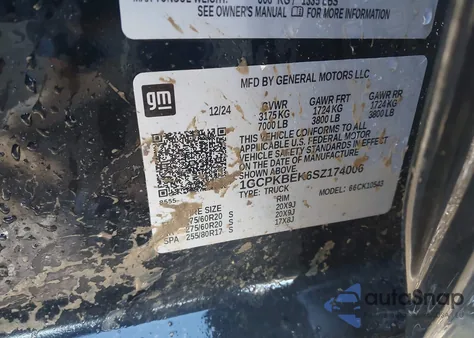 SEE OWNER'S MANUAL FOR MORE INFORMATION
MFD BY GENERAL MOTORS LLC
gm
12/24 GVWR GAWR FRT GAWR RR
3175 KG 1724 KG 1724 KG
7000 LB 3800 LB 3800 LB
THIS VEHICLE CONFORMS TO ALL
APPLICABLE U.S. FEDERAL MOTOR
VEHICLE SAFETY STANDARDS IN EFFECT
ON THE DATE OF MANUFACTURE SHOWN ABOVE.
1GCPKBEK6SZ174006
TYPE: TRUCK MODEL:
8555
SIZE RIM
275/60R20 S 20X9J
275/60R20 S 20X9J
SPA 255/80R17 S 17X8J
autoSnap